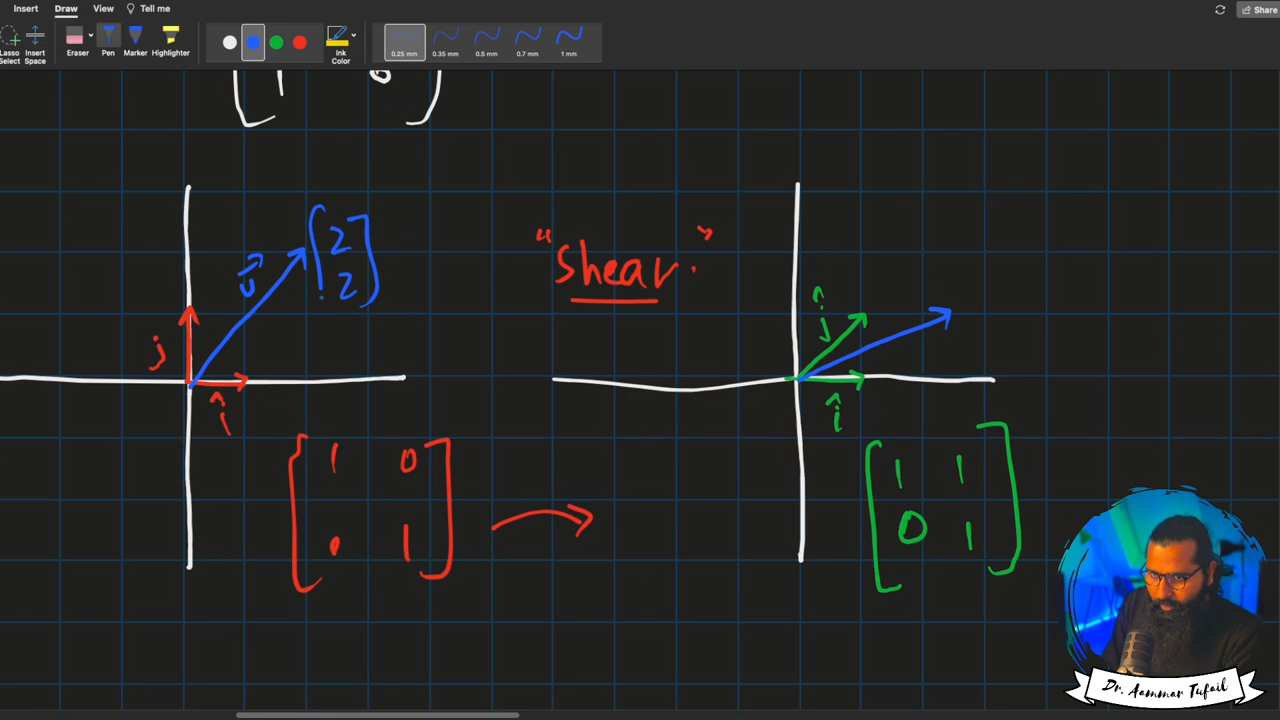 Insert Draw View Tell me
Share
Lasso Select
Insert Space
Eraser
Pen
Marker
Highlighter
Ink Color
0.25 mm
0.35 mm
0.5 mm
0.7 mm
1 mm
1 0
v
2
2
"Shear."
j
î
1 0
0 1
ĵ
î
1 1
0 1
Dr. Aammar Tufail